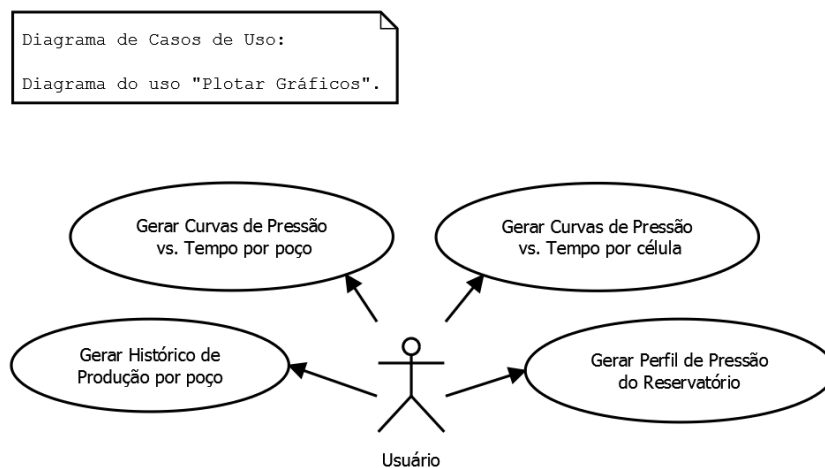 Diagrama de Casos de Uso:
Diagrama do uso "Plotar Gráficos".
Gerar Curvas de Pressão
vs. Tempo por poço
Gerar Curvas de Pressão
vs. Tempo por célula
Gerar Histórico de
Produção por poço
Gerar Perfil de Pressão
do Reservatório
Usuário